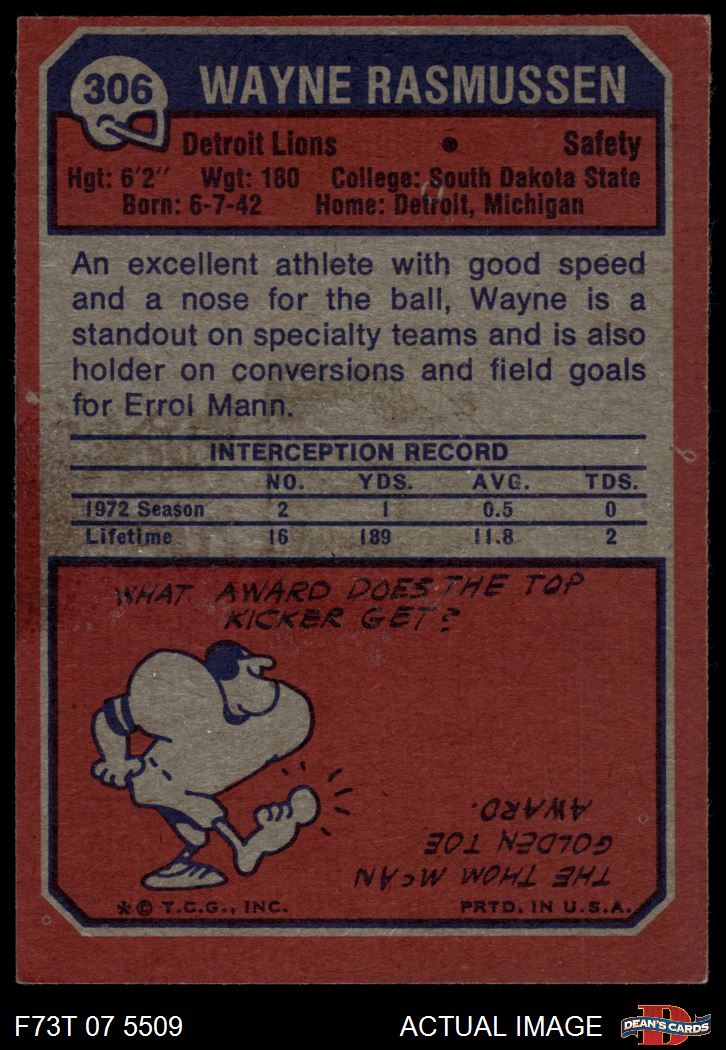 306
WAYNE RASMUSSEN
Detroit Lions • Safety
Hgt: 6'2" Wgt: 180 College: South Dakota State
Born: 6-7-42 Home: Detroit, Michigan
An excellent athlete with good speed
and a nose for the ball, Wayne is a
standout on specialty teams and is also
holder on conversions and field goals
for Errol Mann.
INTERCEPTION RECORD
NO. YDS. AVG. TDS.
1972 Season 2 1 0.5 0
Lifetime 16 189 11.8 2
WHAT AWARD DOES THE TOP
KICKER GET?
THE THOM McAN
GOLDEN TOE
AWARD.
*© T.C.G., INC. PRTD. IN U.S.A.
F73T 07 5509 ACTUAL IMAGE
D
DEAN'S CARDS